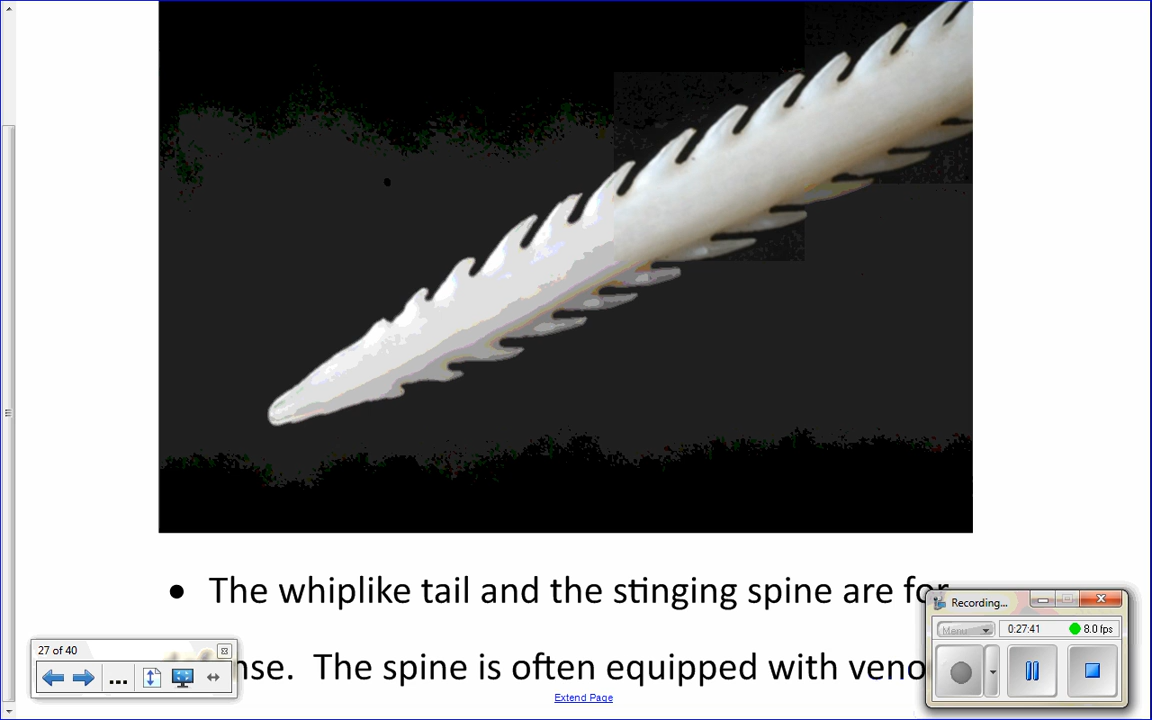 • The whiplike tail and the stinging spine are for
nse. The spine is often equipped with veno
Extend Page
27 of 40
...
Recording...
Menu
0:27:41
8.0 fps